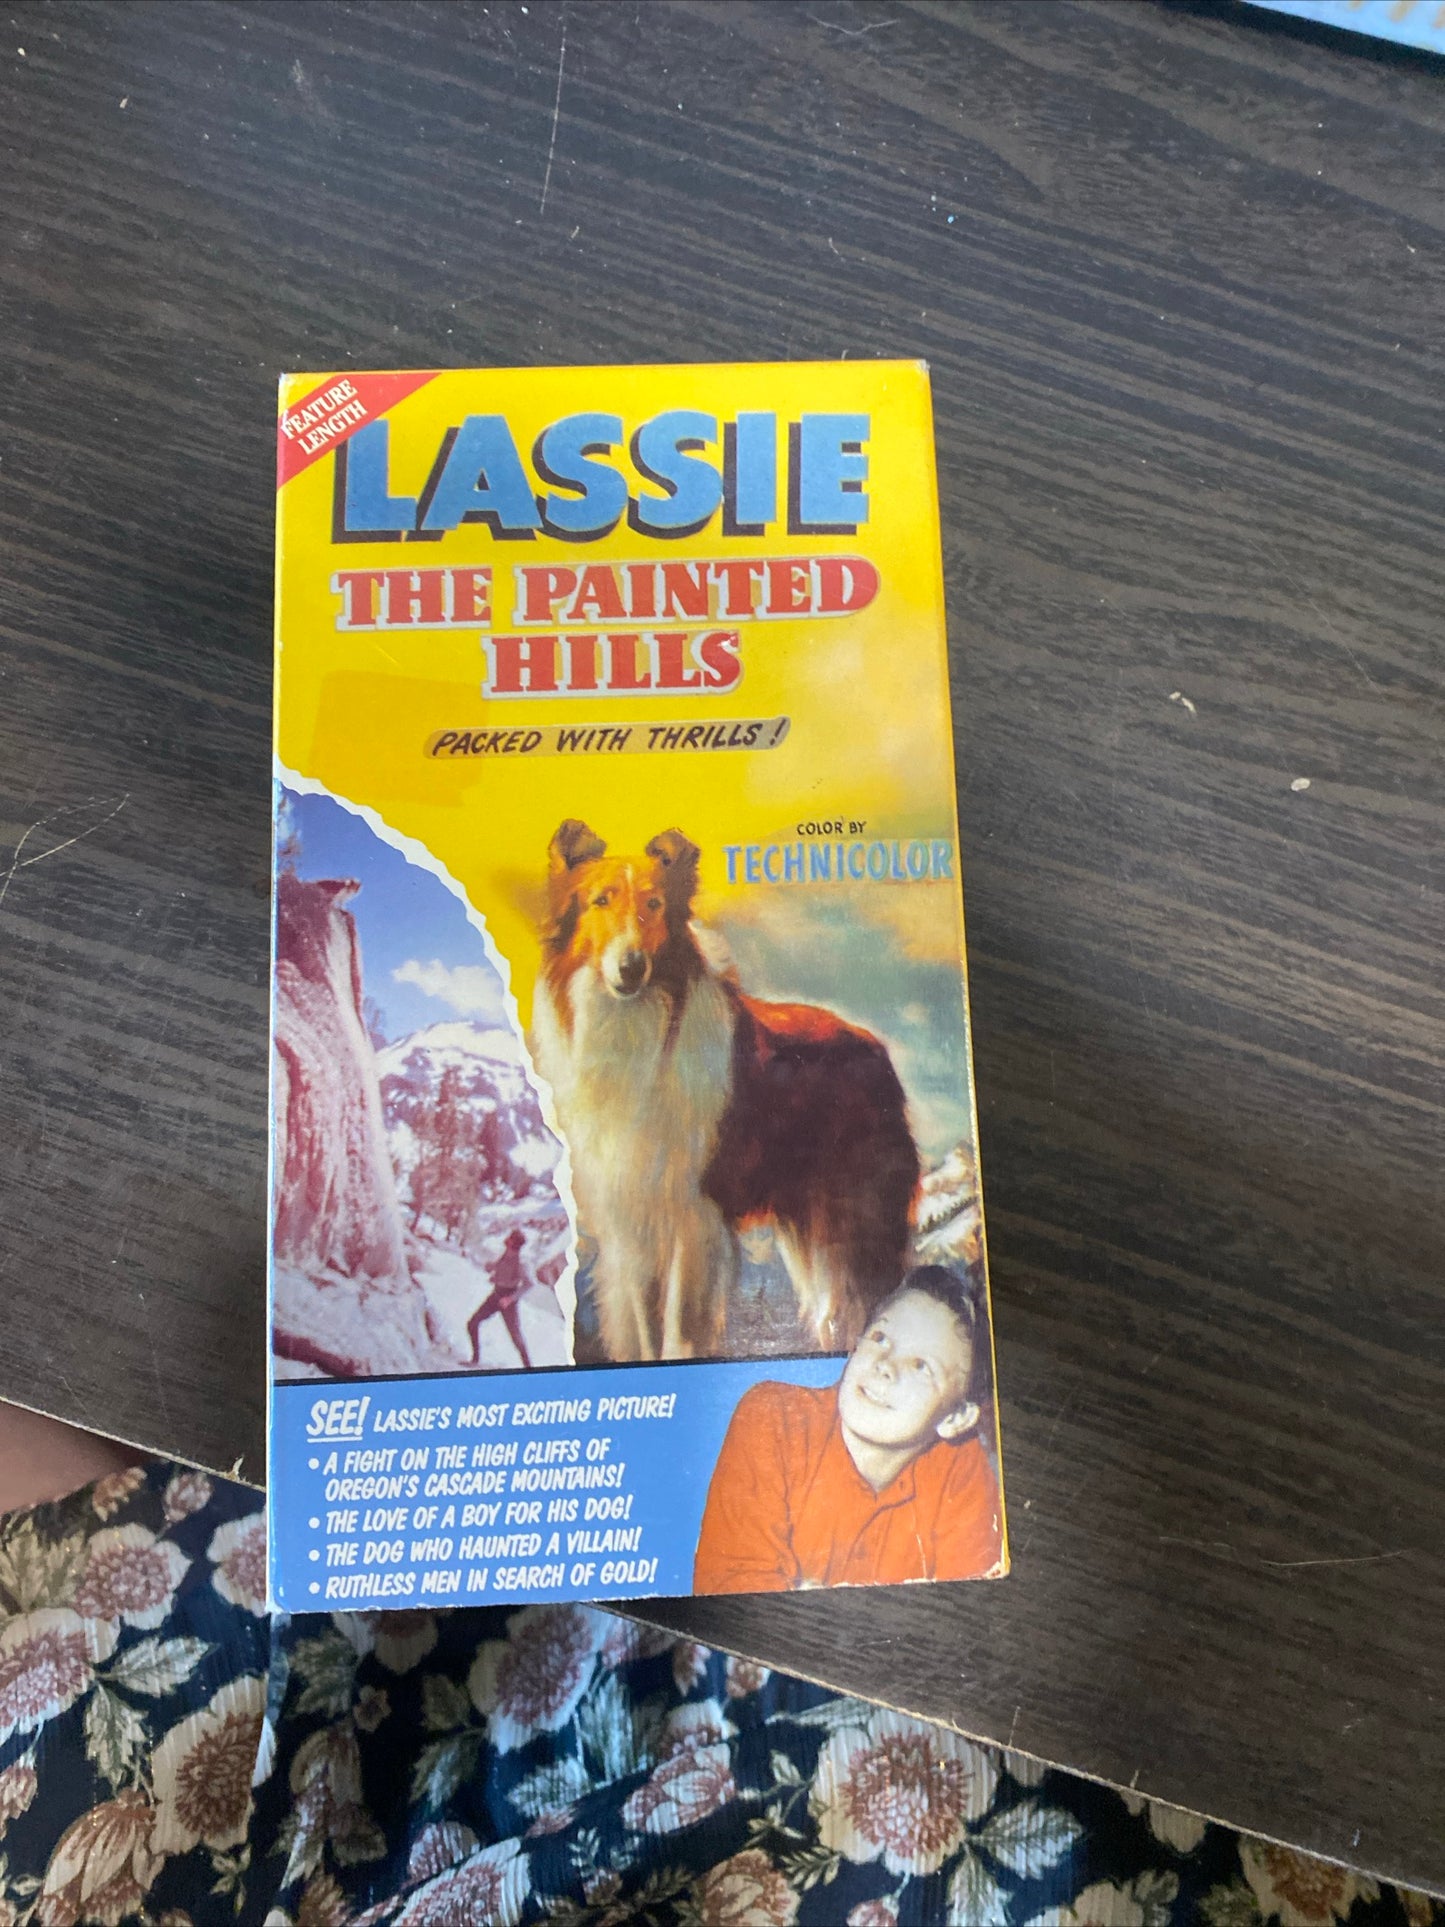 FEATURE
LENGTH
LASSIE
THE PAINTED
HILLS
PACKED WITH THRILLS!
COLOR BY
TECHNICOLOR
SEE! LASSIE'S MOST EXCITING PICTURE!
• A FIGHT ON THE HIGH CLIFFS OF
OREGON'S CASCADE MOUNTAINS!
• THE LOVE OF A BOY FOR HIS DOG!
• THE DOG WHO HAUNTED A VILLAIN!
• RUTHLESS MEN IN SEARCH OF GOLD!